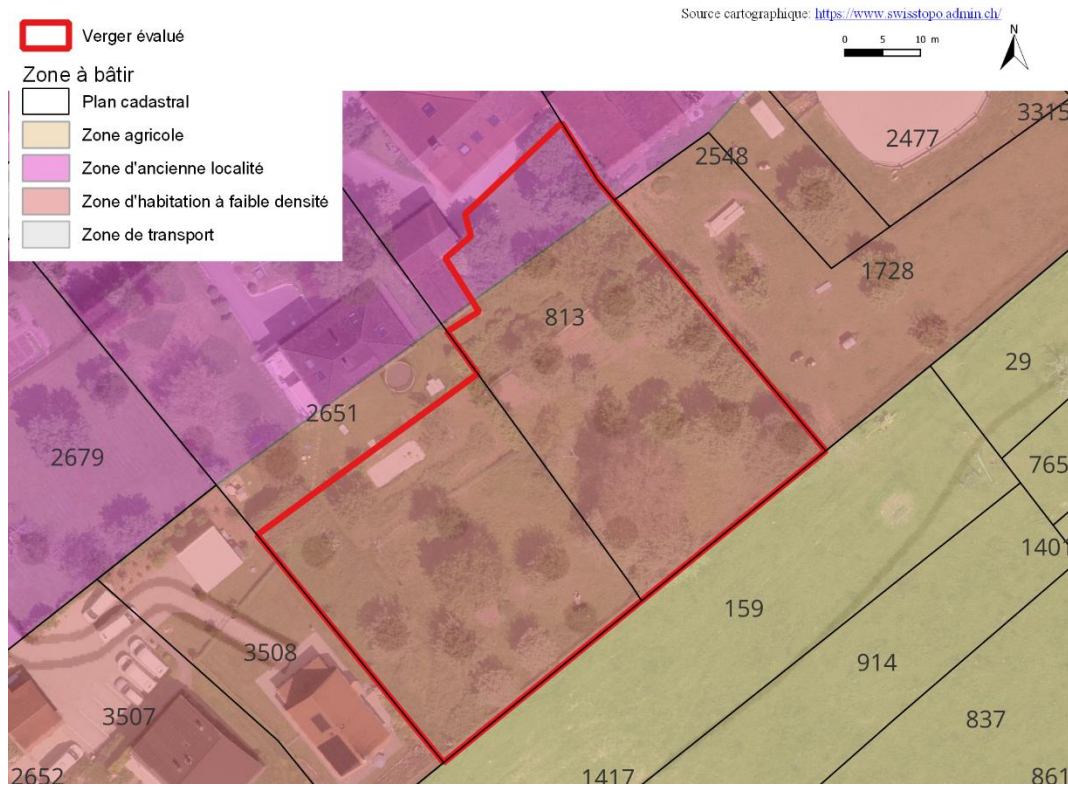 Source cartographique: https://www.swisstopo.admin.ch/
0 5 10 m
N
Verger évalué
Zone à bâtir
Plan cadastral
Zone agricole
Zone d'ancienne localité
Zone d'habitation à faible densité
Zone de transport
3315
2477
2548
1728
813
29
2651
2679
765
1401
159
3508
914
3507
837
2652
1417
861